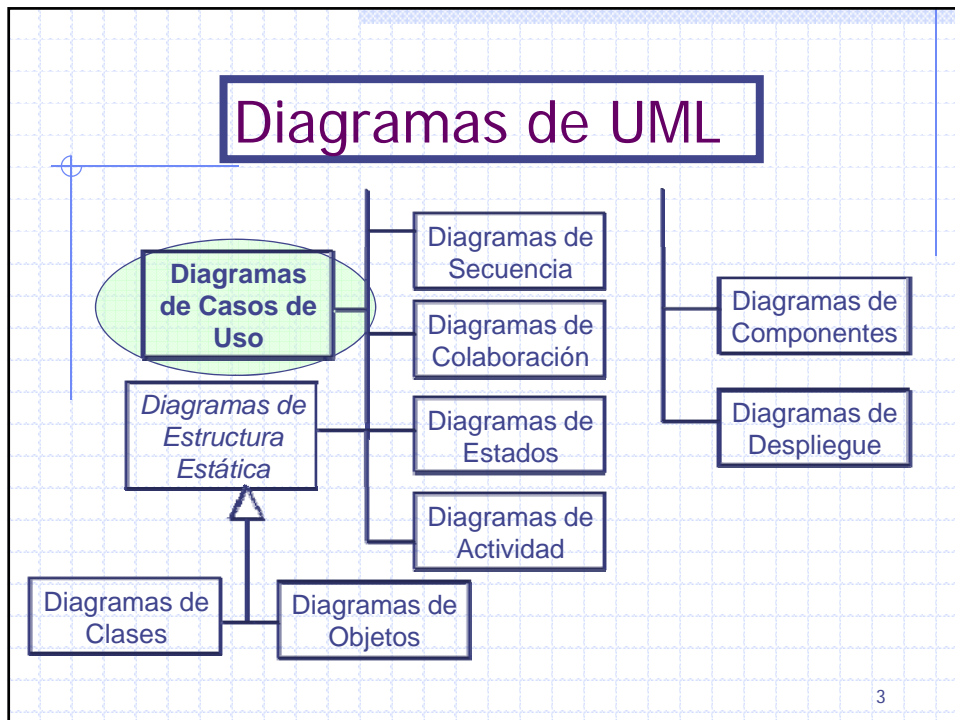 Diagramas de UML
Diagramas
de Casos de
Uso
Diagramas de
Estructura
Estática
Diagramas de
Clases
Diagramas de
Objetos
Diagramas de
Secuencia
Diagramas de
Colaboración
Diagramas de
Estados
Diagramas de
Actividad
Diagramas de
Componentes
Diagramas de
Despliegue
3